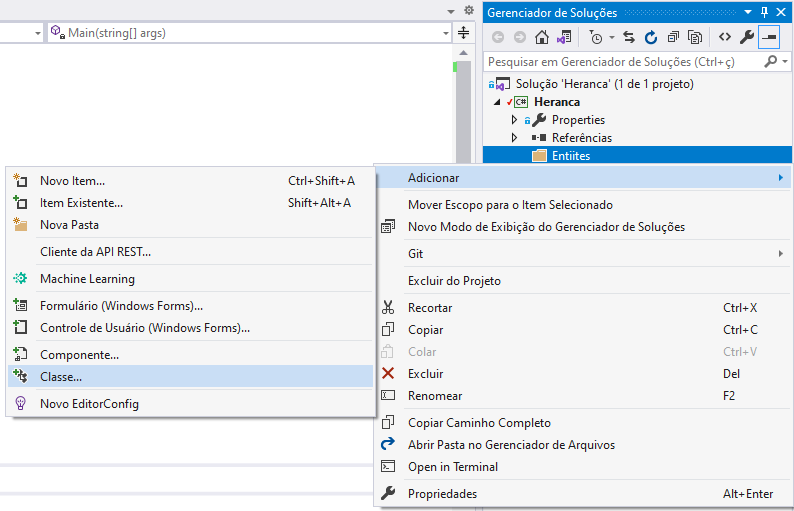 Gerenciador de Soluções
Main(string[] args)
Pesquisar em Gerenciador de Soluções (Ctrl+ç)
Solução 'Heranca' (1 de 1 projeto)
C# Heranca
Properties
Referências
Entiites
Adicionar
Mover Escopo para o Item Selecionado
Novo Modo de Exibição do Gerenciador de Soluções
Git
Excluir do Projeto
Recortar Ctrl+X
Copiar Ctrl+C
Colar Ctrl+V
Excluir Del
Renomear F2
Copiar Caminho Completo
Abrir Pasta no Gerenciador de Arquivos
Open in Terminal
Propriedades Alt+Enter
Novo Item... Ctrl+Shift+A
Item Existente... Shift+Alt+A
Nova Pasta
Cliente da API REST...
Machine Learning
Formulário (Windows Forms)...
Controle de Usuário (Windows Forms)...
Componente...
Classe...
Novo EditorConfig